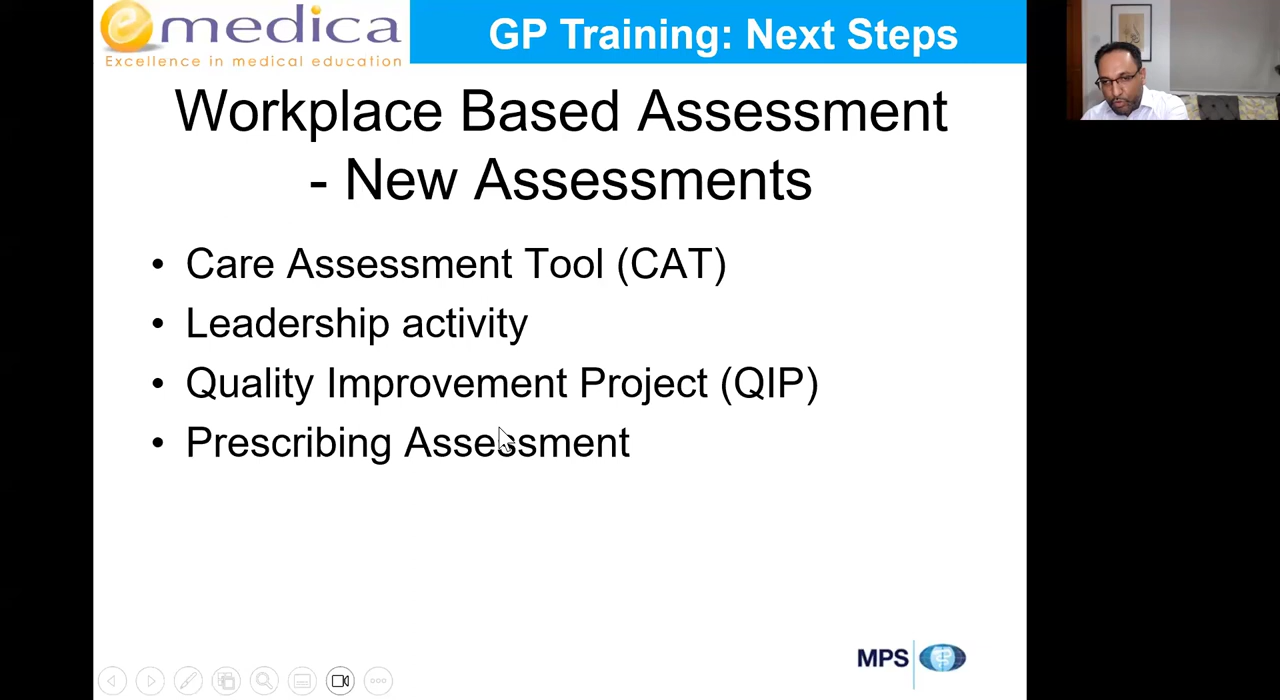 emedica
Excellence in medical education
GP Training: Next Steps
Workplace Based Assessment
- New Assessments
• Care Assessment Tool (CAT)
• Leadership activity
• Quality Improvement Project (QIP)
• Prescribing Assessment
MPS